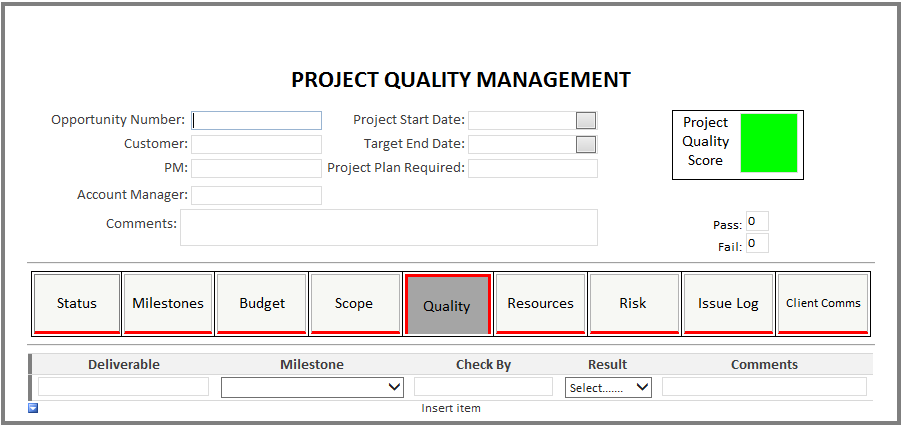 PROJECT QUALITY MANAGEMENT
Opportunity Number:
Project Start Date:
Customer:
Target End Date:
PM:
Project Plan Required:
Account Manager:
Comments:
Project
Quality
Score
Pass: 0
Fail: 0
Status Milestones Budget Scope Quality Resources Risk Issue Log Client Comms
Deliverable Milestone Check By Result Comments
Select.......
Insert item